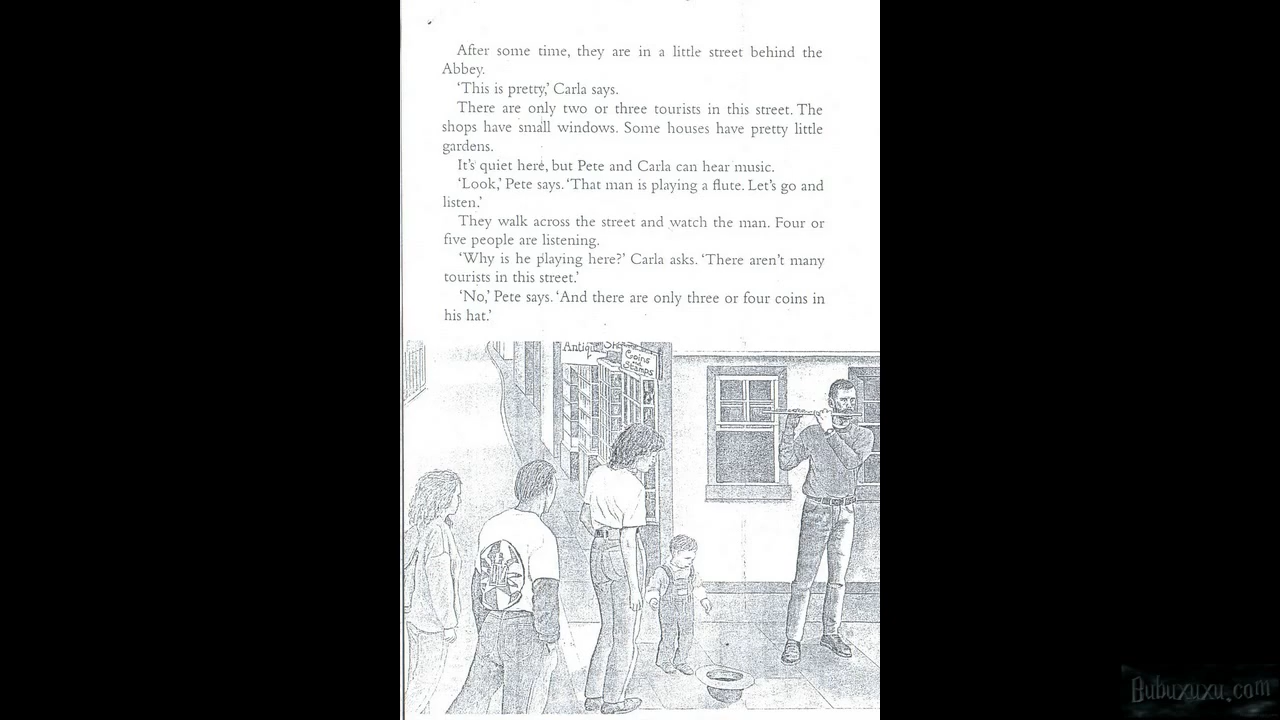 After some time, they are in a little street behind the
Abbey.
‘This is pretty,’ Carla says.
There are only two or three tourists in this street. The
shops have small windows. Some houses have pretty little
gardens.
It’s quiet here, but Pete and Carla can hear music.
‘Look,’ Pete says. ‘That man is playing a flute. Let’s go and
listen.’
They walk across the street and watch the man. Four or
five people are listening.
‘Why is he playing here?’ Carla asks. ‘There aren’t many
tourists in this street.’
‘No,’ Pete says. ‘And there are only three or four coins in
his hat.’
Coins
Stamps
Bubuxuxu.com